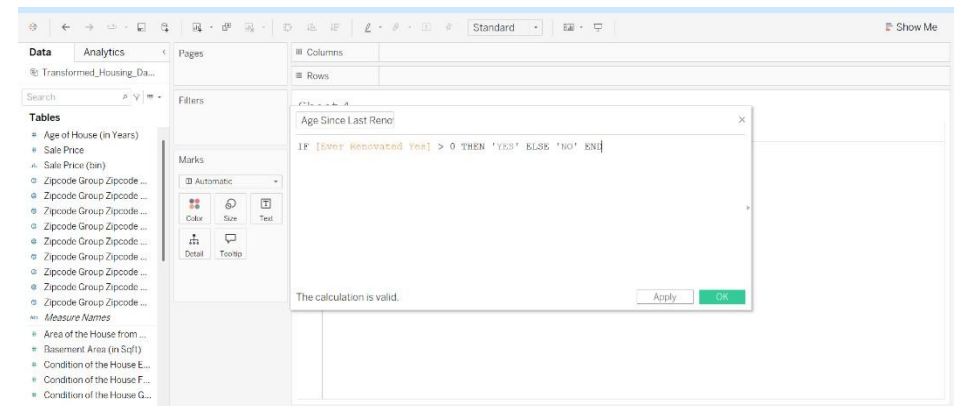 Standard
Show Me
Data Analytics
Pages
Columns
Transformed_Housing_Da...
Rows
Search
Filters
Tables
Age of House (in Years)
Age Since Last Reno
Sale Price
IF [Ever Renovated Yes] > 0 THEN 'YES' ELSE 'NO' END
Sale Price (bin)
Marks
Zipcode Group Zipcode ...
Automatic
Zipcode Group Zipcode ...
Zipcode Group Zipcode ...
Color Size Text
Zipcode Group Zipcode ...
Zipcode Group Zipcode ...
Zipcode Group Zipcode ...
Detail Tooltip
Zipcode Group Zipcode ...
Zipcode Group Zipcode ...
Zipcode Group Zipcode ...
The calculation is valid. Apply OK
Measure Names
Area of the House from ...
Basement Area (in Sqft)
Condition of the House E...
Condition of the House F...
Condition of the House G...